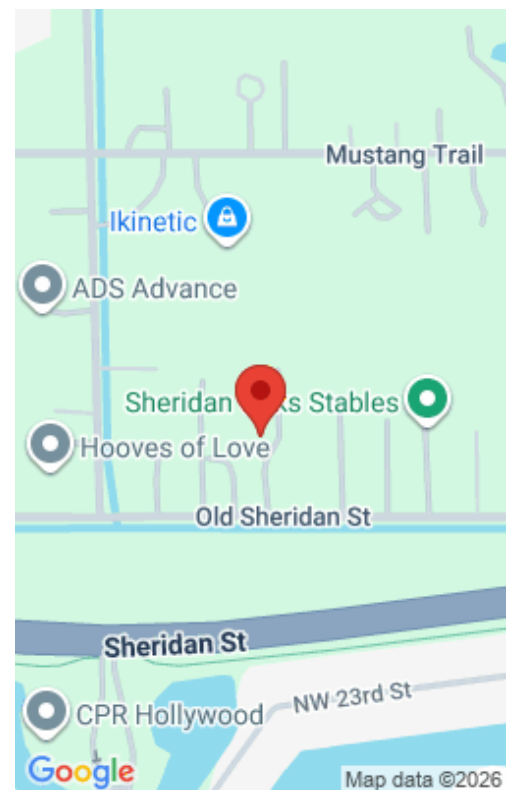 Mustang Trail
Ikinetic
ADS Advance
Sheridan ks Stables
Hooves of Love
Old Sheridan St
Sheridan St
NW 23rd St
CPR Hollywood
Google
Map data ©2026